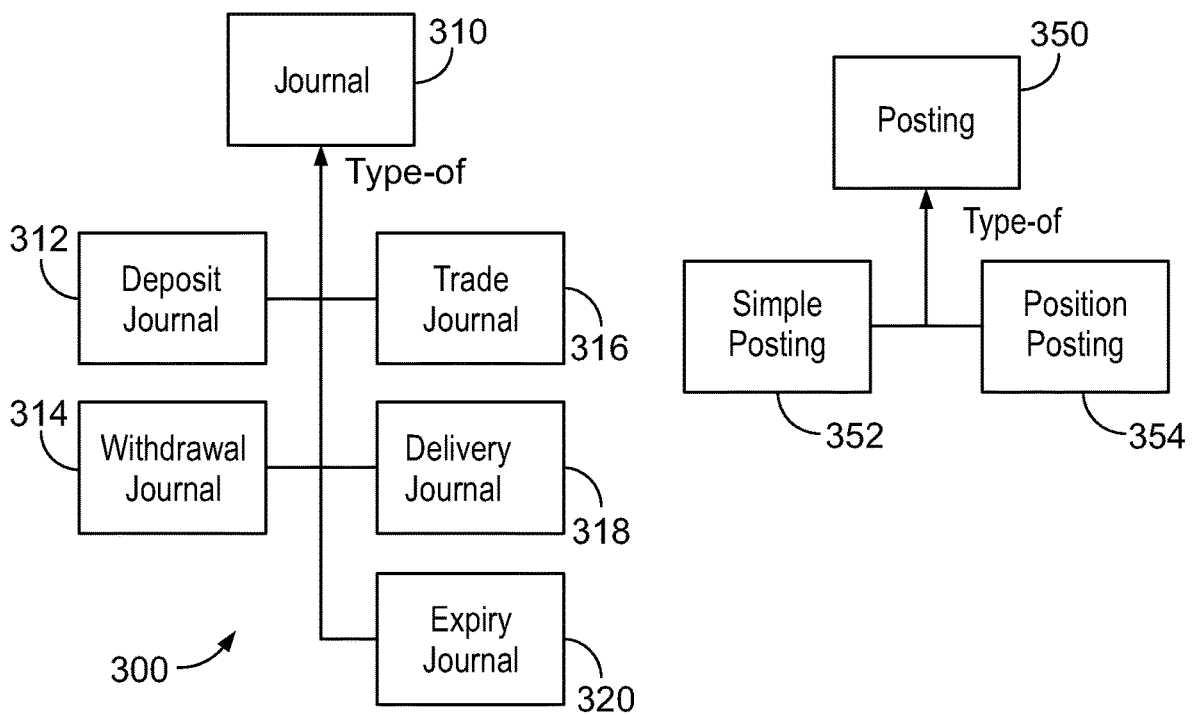 310
Journal
Type-of
312
Deposit
Journal
Trade
Journal
316
314
Withdrawal
Journal
Delivery
Journal
318
Expiry
Journal
320
300
350
Posting
Type-of
Simple
Posting
352
Position
Posting
354